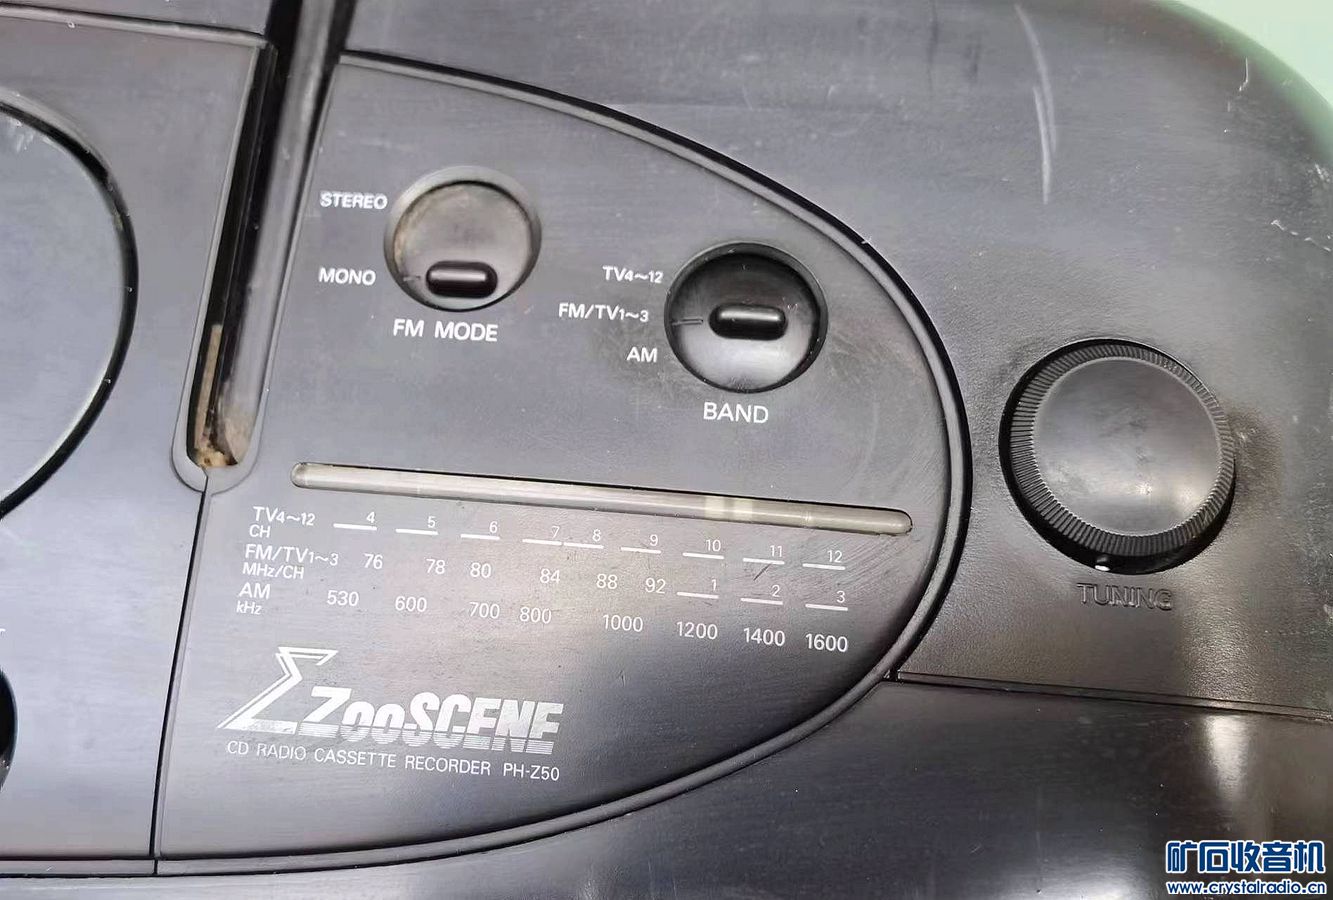 STEREO
MONO
FM MODE
TV4~12
FM/TV1~3
AM
BAND
TUNING
TV4~12 4 5 6 7 8 9 10 11 12
CH
FM/TV1~3 76 78 80 84 88 92 1 2 3
MHz/CH
AM 530 600 700 800 1000 1200 1400 1600
kHz
ZooSCENE
CD RADIO CASSETTE RECORDER PH-Z50
矿石收音机
www.crystalradio.cn